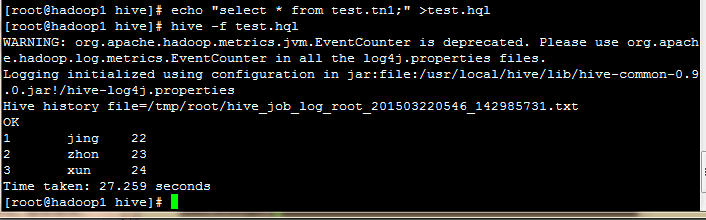 [root@hadoop1 hive]# echo "select * from test.tn1;" >test.hql
[root@hadoop1 hive]# hive -f test.hql
WARNING: org.apache.hadoop.metrics.jvm.EventCounter is deprecated. Please use org.apach
e.hadoop.log.metrics.EventCounter in all the log4j.properties files.
Logging initialized using configuration in jar:file:/usr/local/hive/lib/hive-common-0.9
.0.jar!/hive-log4j.properties
Hive history file=/tmp/root/hive_job_log_root_201503220546_142985731.txt
OK
1 jing 22
2 zhon 23
3 xun 24
Time taken: 27.259 seconds
[root@hadoop1 hive]#